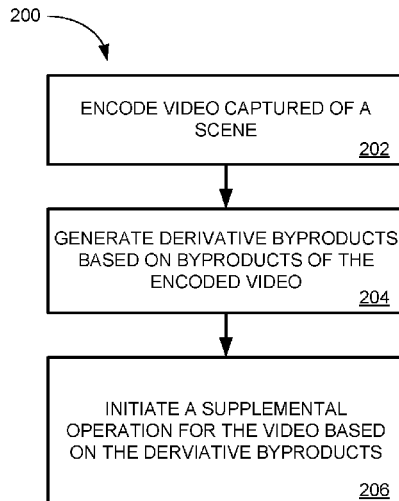 200
ENCODE VIDEO CAPTURED OF A
SCENE
202
GENERATE DERIVATIVE BYPRODUCTS
BASED ON BYPRODUCTS OF THE
ENCODED VIDEO
204
INITIATE A SUPPLEMENTAL
OPERATION FOR THE VIDEO BASED
ON THE DERVIATIVE BYPRODUCTS
206